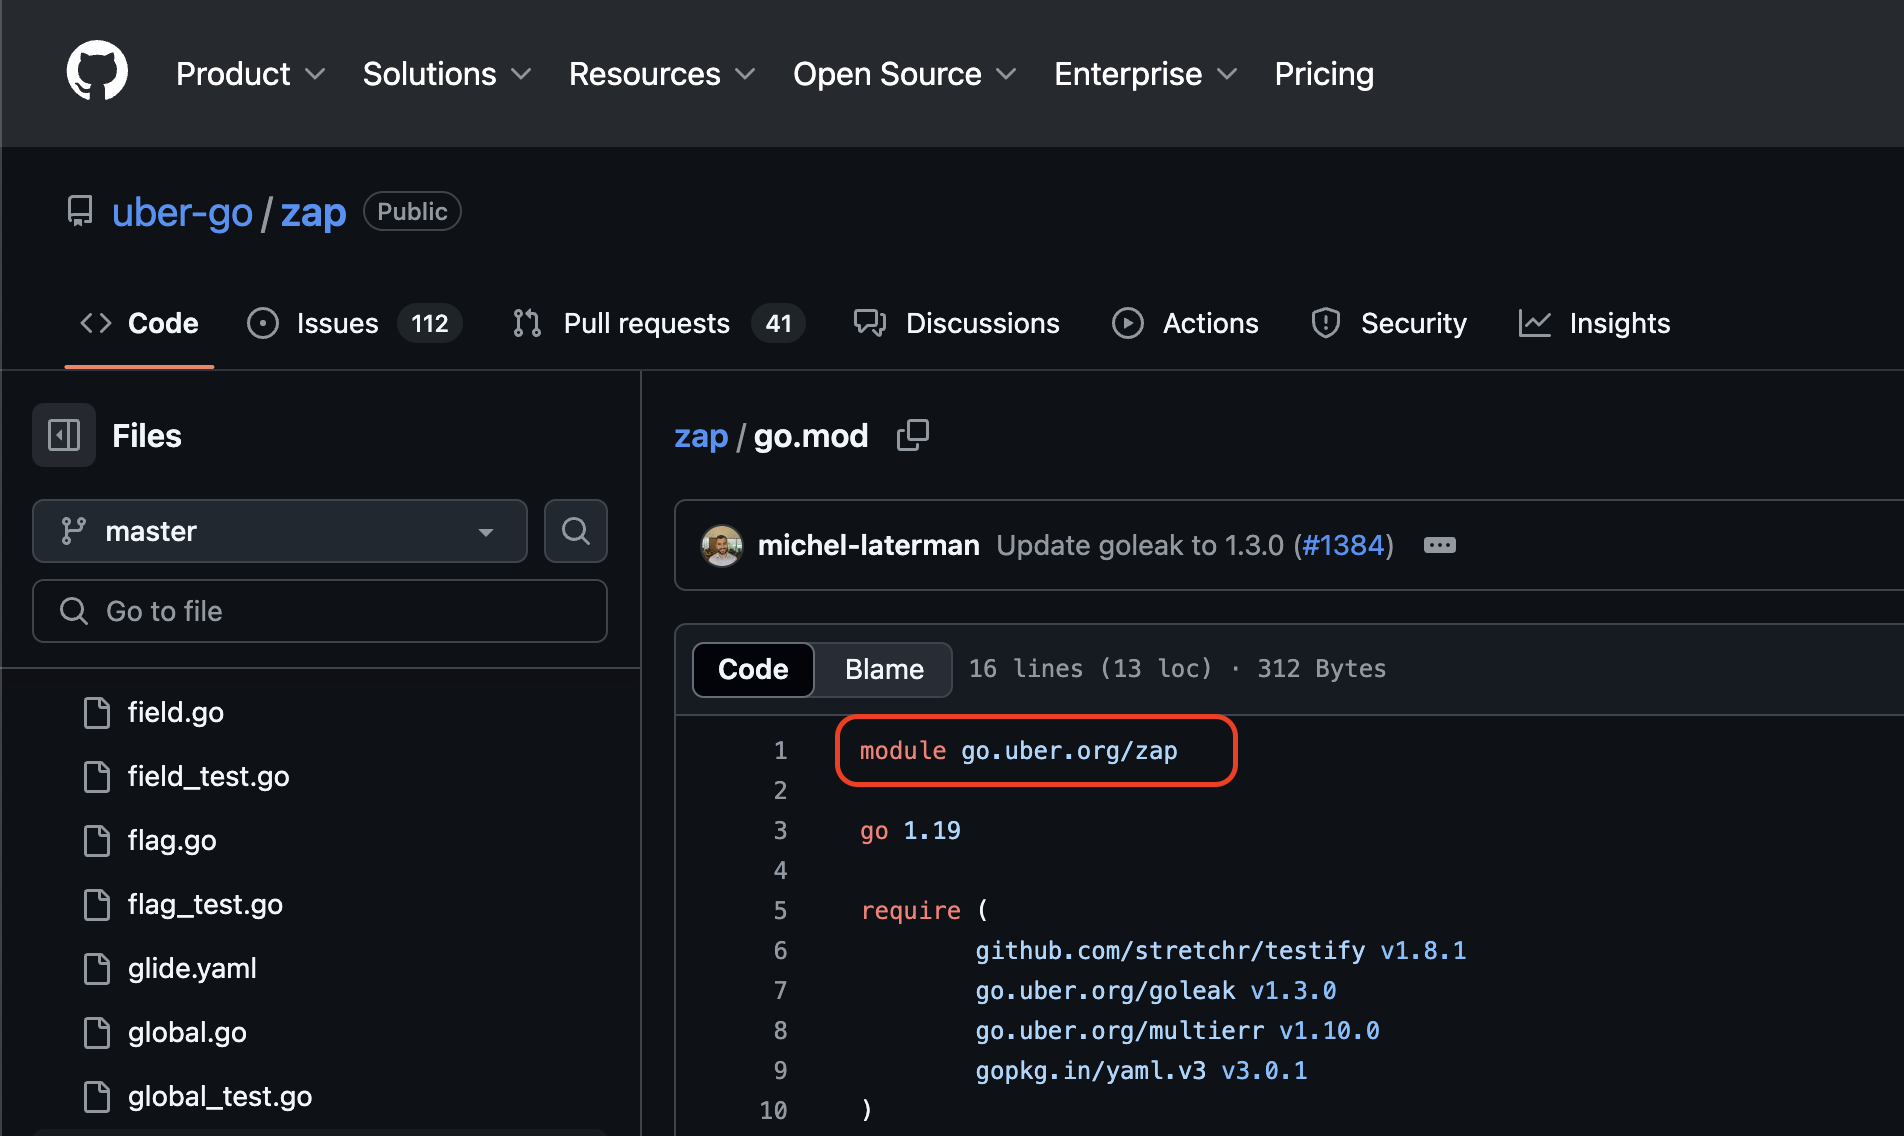 Product Solutions Resources Open Source Enterprise Pricing
uber-go / zap Public
Code Issues 112 Pull requests 41 Discussions Actions Security Insights
Files
master
Go to file
field.go
field_test.go
flag.go
flag_test.go
glide.yaml
global.go
global_test.go
zap / go.mod
michel-laterman Update goleak to 1.3.0 (#1384)
Code Blame 16 lines (13 loc) · 312 Bytes
1 module go.uber.org/zap
2
3 go 1.19
4
5 require (
6 github.com/stretchr/testify v1.8.1
7 go.uber.org/goleak v1.3.0
8 go.uber.org/multierr v1.10.0
9 gopkg.in/yaml.v3 v3.0.1
10 )